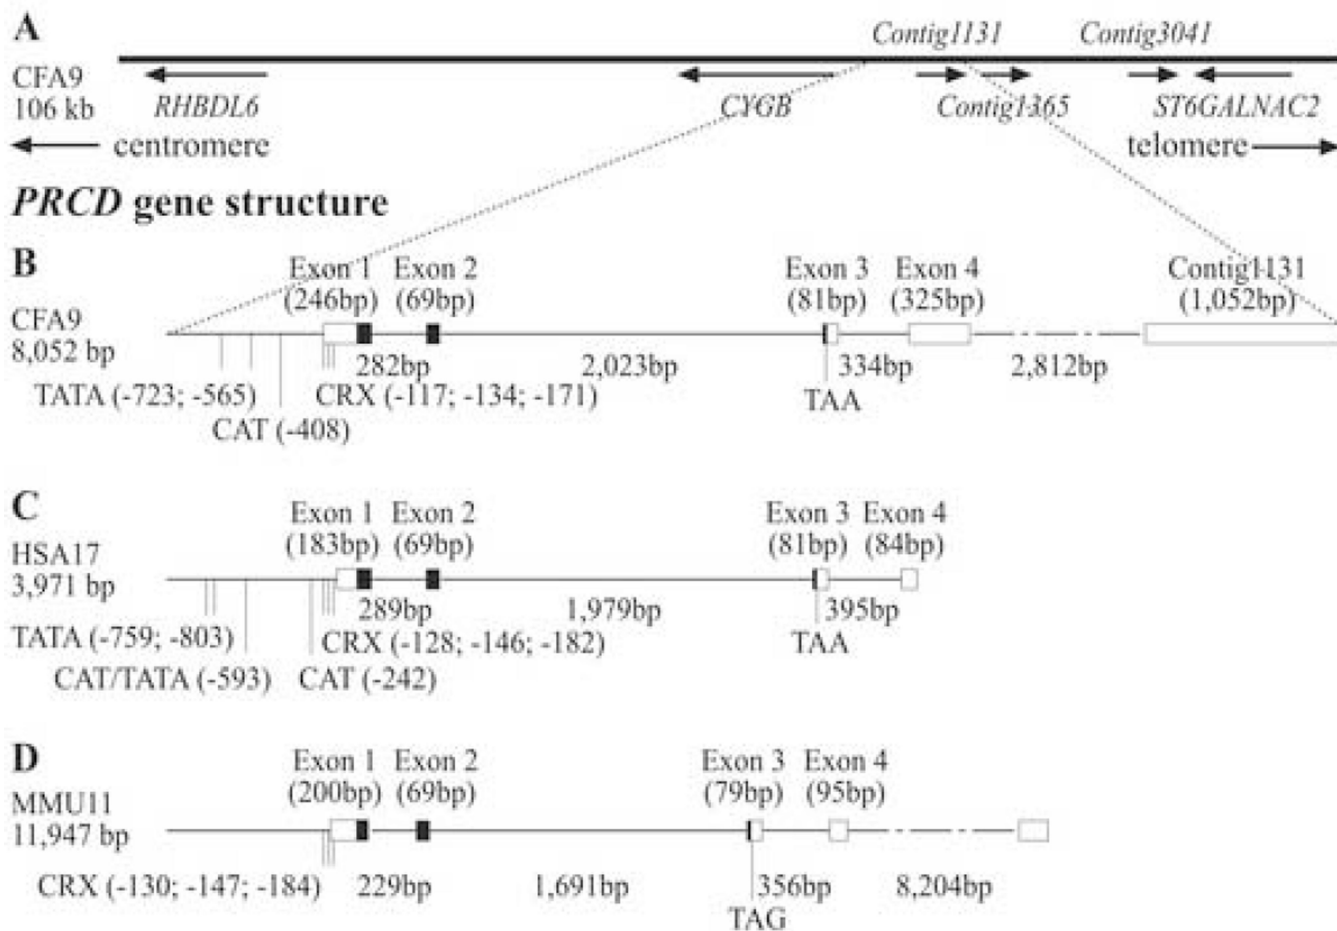 A
Contig1131 Contig3041
CFA9
106 kb
RHBDL6 CYGB Contig1365 ST6GALNAC2
centromere telomere
PRCD gene structure
B
Exon 1 Exon 2 Exon 3 Exon 4 Contig1131
(246bp) (69bp) (81bp) (325bp) (1,052bp)
CFA9
8,052 bp
282bp 2,023bp 334bp 2,812bp
TATA (-723; -565) CRX (-117; -134; -171) TAA
CAT (-408)
C
Exon 1 Exon 2 Exon 3 Exon 4
(183bp) (69bp) (81bp) (84bp)
HSA17
3,971 bp
289bp 1,979bp 395bp
TATA (-759; -803) CRX (-128; -146; -182) TAA
CAT/TATA (-593) CAT (-242)
D
Exon 1 Exon 2 Exon 3 Exon 4
(200bp) (69bp) (79bp) (95bp)
MMU11
11,947 bp
CRX (-130; -147; -184) 229bp 1,691bp 356bp 8,204bp
TAG